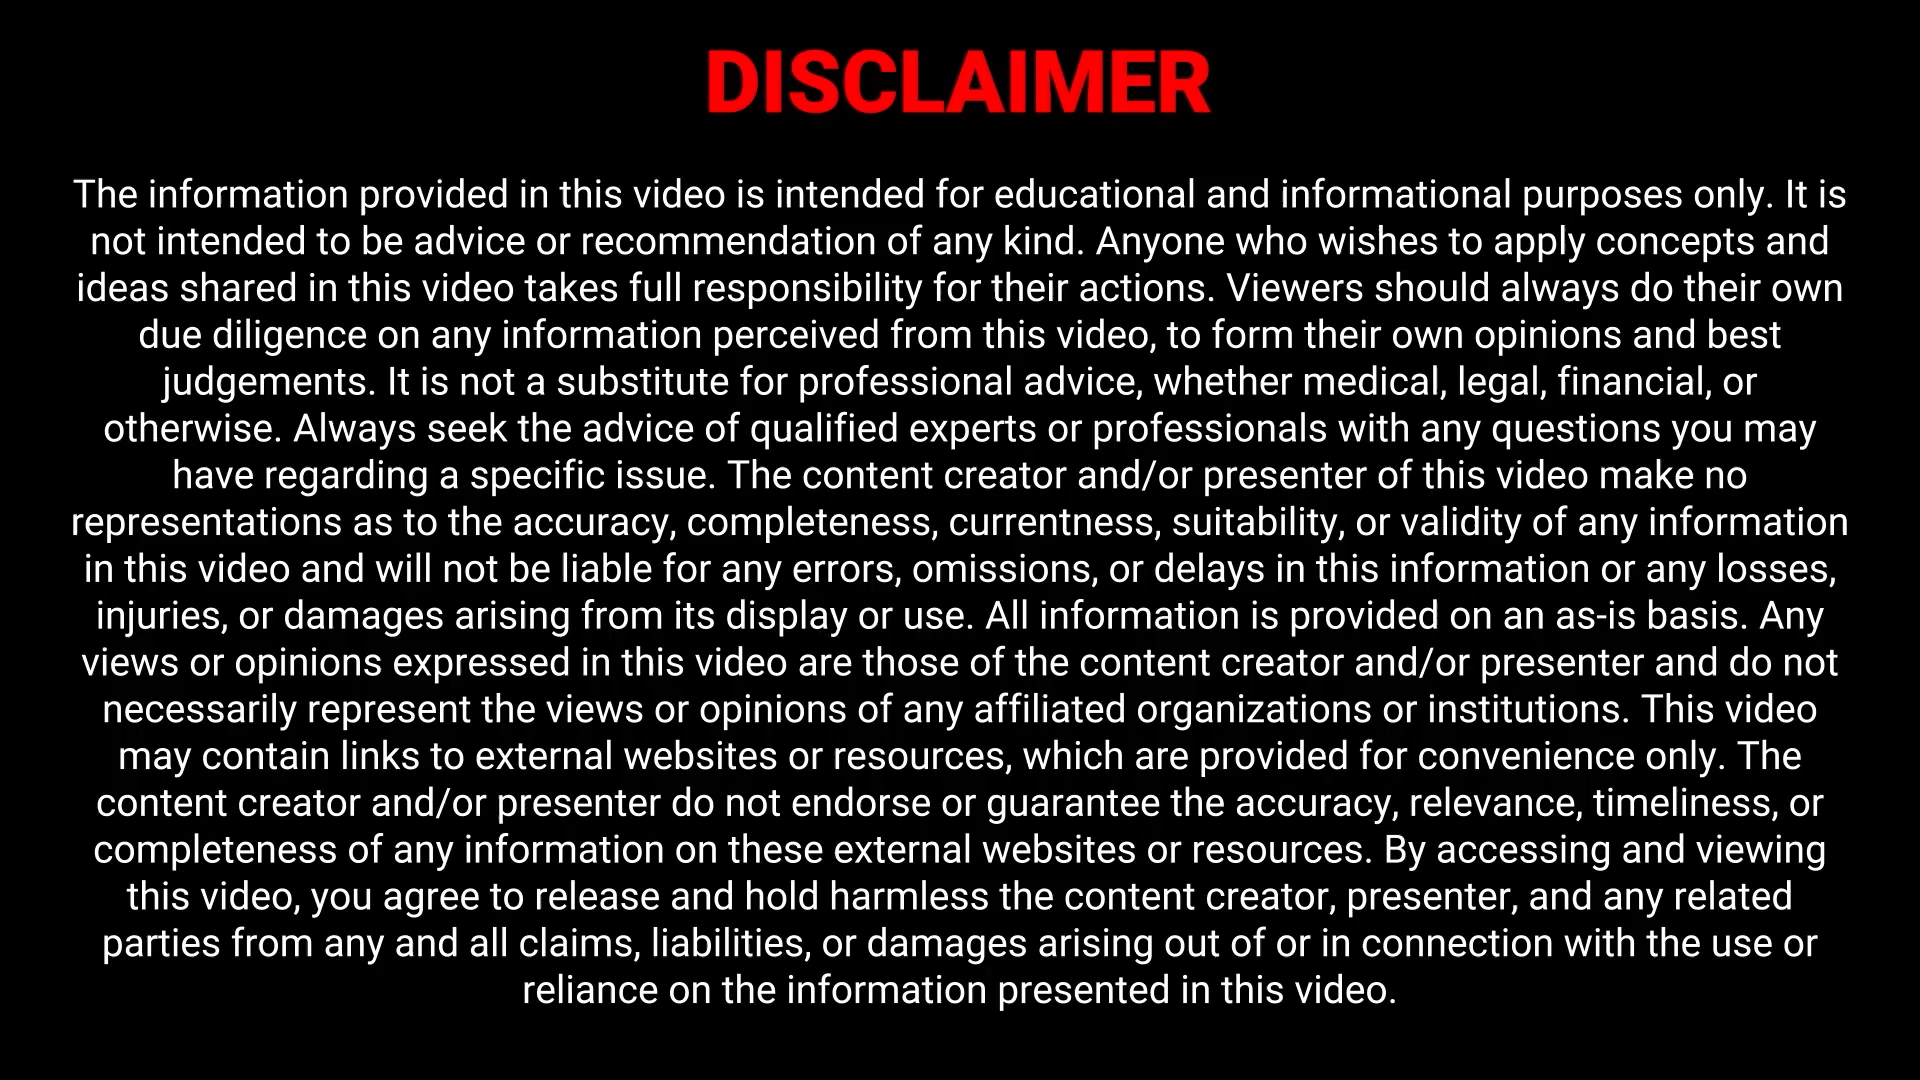 DISCLAIMER
The information provided in this video is intended for educational and informational purposes only. It is
not intended to be advice or recommendation of any kind. Anyone who wishes to apply concepts and
ideas shared in this video takes full responsibility for their actions. Viewers should always do their own
due diligence on any information perceived from this video, to form their own opinions and best
judgements. It is not a substitute for professional advice, whether medical, legal, financial, or
otherwise. Always seek the advice of qualified experts or professionals with any questions you may
have regarding a specific issue. The content creator and/or presenter of this video make no
representations as to the accuracy, completeness, currentness, suitability, or validity of any information
in this video and will not be liable for any errors, omissions, or delays in this information or any losses,
injuries, or damages arising from its display or use. All information is provided on an as-is basis. Any
views or opinions expressed in this video are those of the content creator and/or presenter and do not
necessarily represent the views or opinions of any affiliated organizations or institutions. This video
may contain links to external websites or resources, which are provided for convenience only. The
content creator and/or presenter do not endorse or guarantee the accuracy, relevance, timeliness, or
completeness of any information on these external websites or resources. By accessing and viewing
this video, you agree to release and hold harmless the content creator, presenter, and any related
parties from any and all claims, liabilities, or damages arising out of or in connection with the use or
reliance on the information presented in this video.